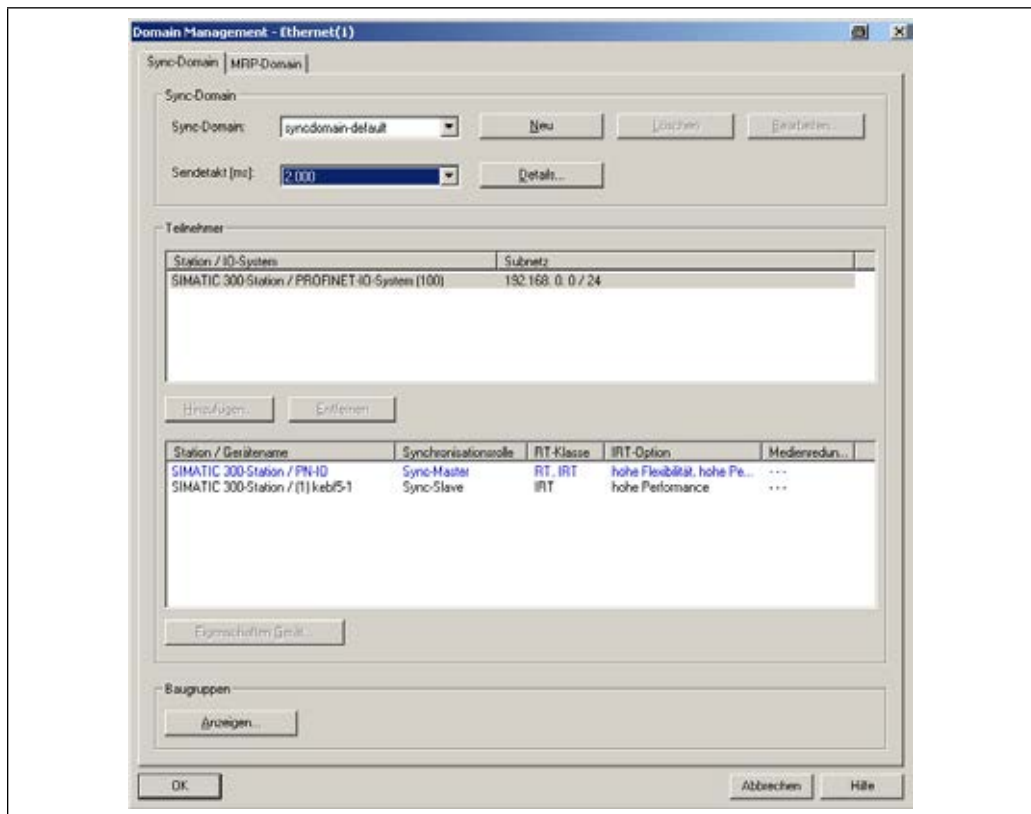 Domain Management - Ethernet(1)
Sync-Domain MRP-Domain
Sync-Domain
Sync-Domain: syncdomain-default Neu Löschen Bearbeiten...
Sendetakt [ms]: 2.000 Details...
Teilnehmer
Station / IO-System Subnetz
SIMATIC 300-Station / PROFINET-IO-System (100) 192.168. 0. 0 / 24
Hinzufügen... Entfernen
Station / Gerätename Synchronisationsrolle RT-Klasse IRT-Option Medienredun...
SIMATIC 300-Station / PN-IO Sync-Master RT, IRT hohe Flexibilität, hohe Pe... ---
SIMATIC 300-Station / (1) kebf5-1 Sync-Slave IRT hohe Performance ---
Eigenschaften Gerät...
Baugruppen
Anzeigen...
OK Abbrechen Hilfe